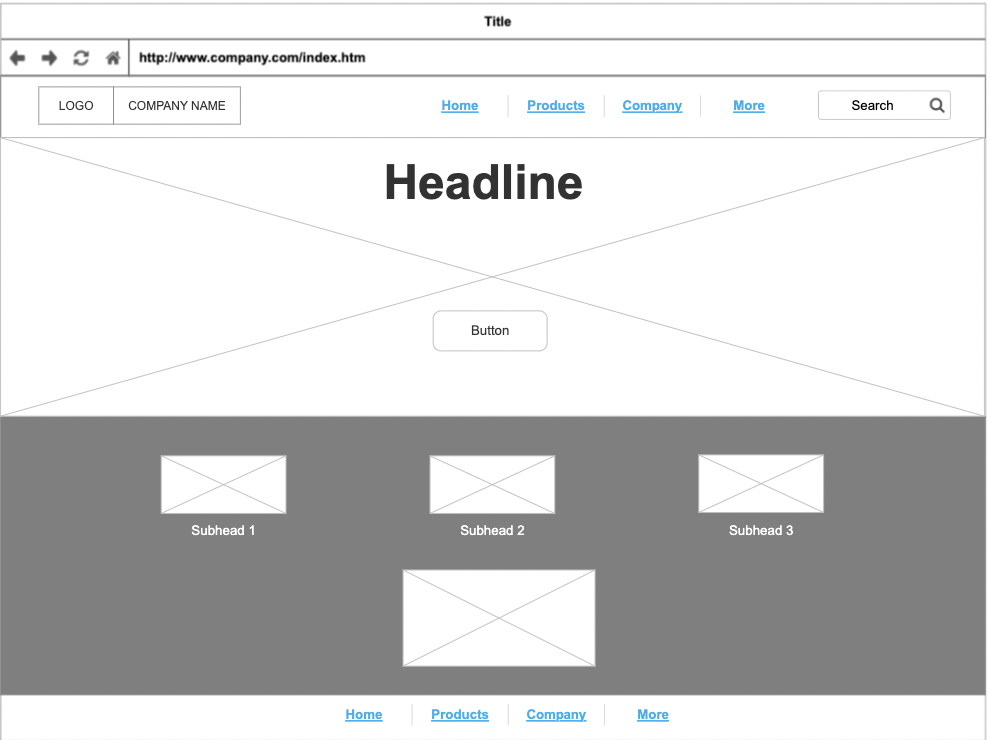 Title
http://www.company.com/index.htm
LOGO COMPANY NAME Home Products Company More Search
Headline
Button
Subhead 1 Subhead 2 Subhead 3
Home Products Company More